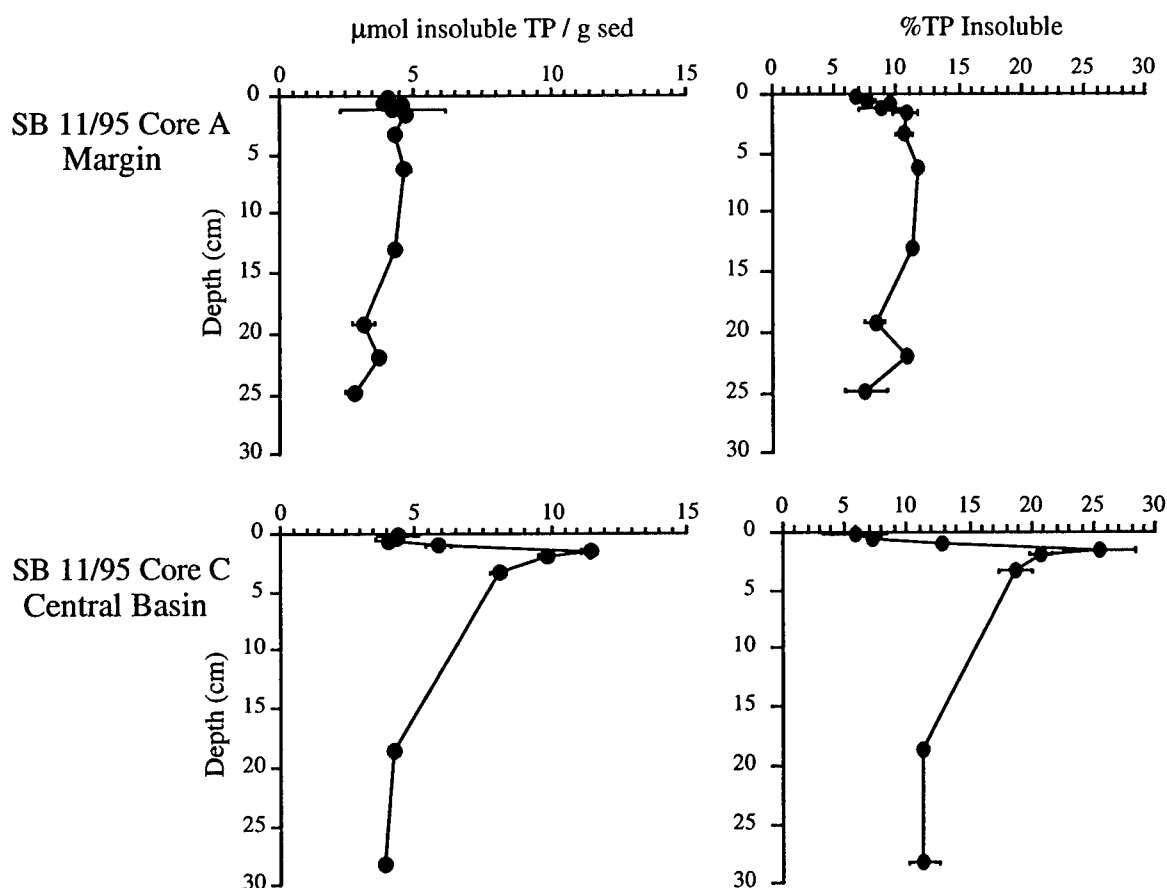 μmol insoluble TP / g sed
%TP Insoluble
0 5 10 15
0 5 10 15 20 25 30
SB 11/95 Core A
Margin
Depth (cm)
0
5
10
15
20
25
30
0
5
10
15
20
25
30
0 5 10 15
0 5 10 15 20 25 30
SB 11/95 Core C
Central Basin
Depth (cm)
0
5
10
15
20
25
30
0
5
10
15
20
25
30